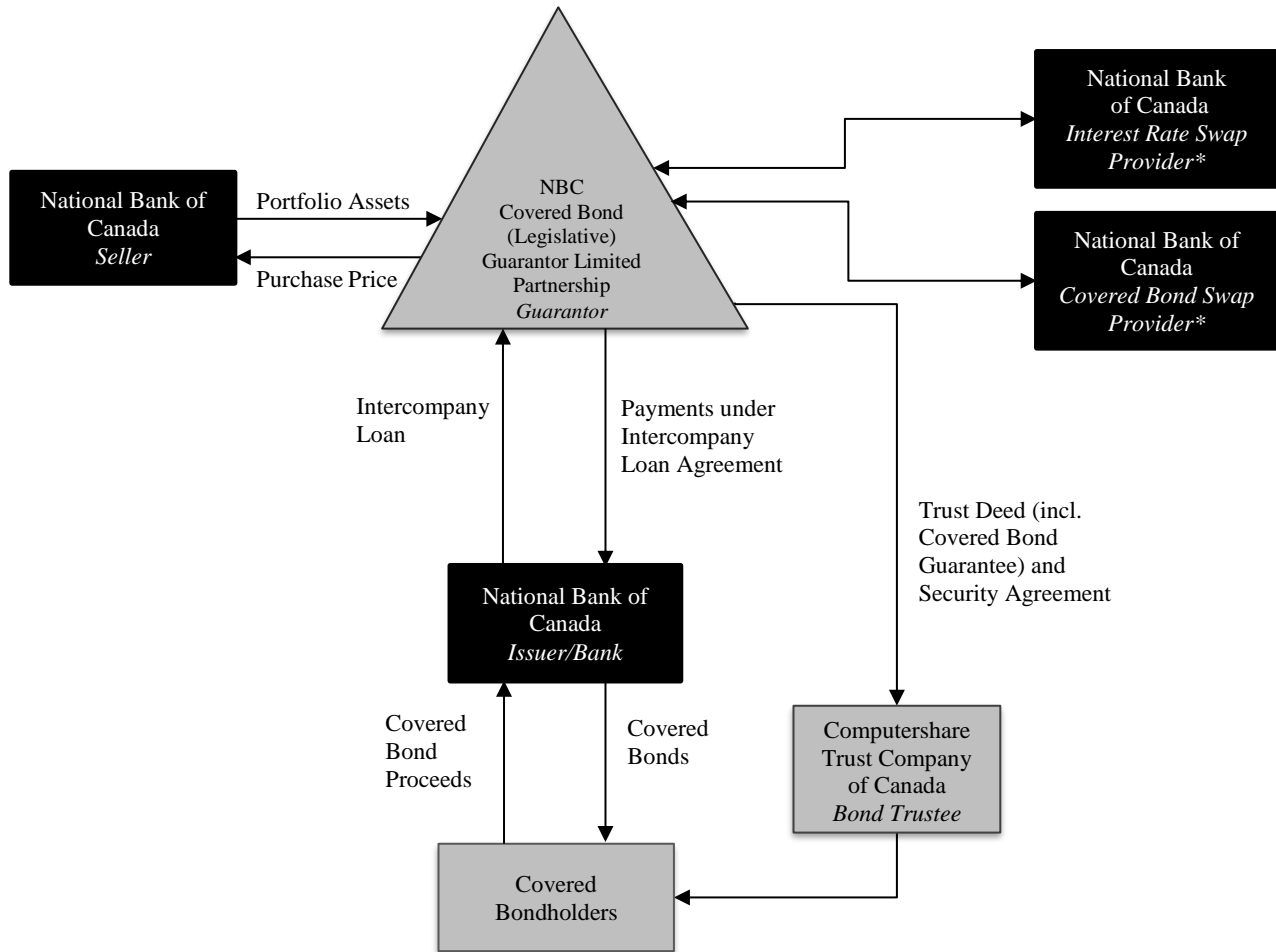 National Bank
of Canada
Interest Rate Swap
Provider*
National Bank of
Canada
Seller
Portfolio Assets
Purchase Price
NBC
Covered Bond
(Legislative)
Guarantor Limited
Partnership
Guarantor
National Bank of
Canada
Covered Bond Swap
Provider*
Intercompany
Loan
Payments under
Intercompany
Loan Agreement
Trust Deed (incl.
Covered Bond
Guarantee) and
Security Agreement
National Bank of
Canada
Issuer/Bank
Covered
Bond
Proceeds
Covered
Bonds
Computershare
Trust Company
of Canada
Bond Trustee
Covered
Bondholders